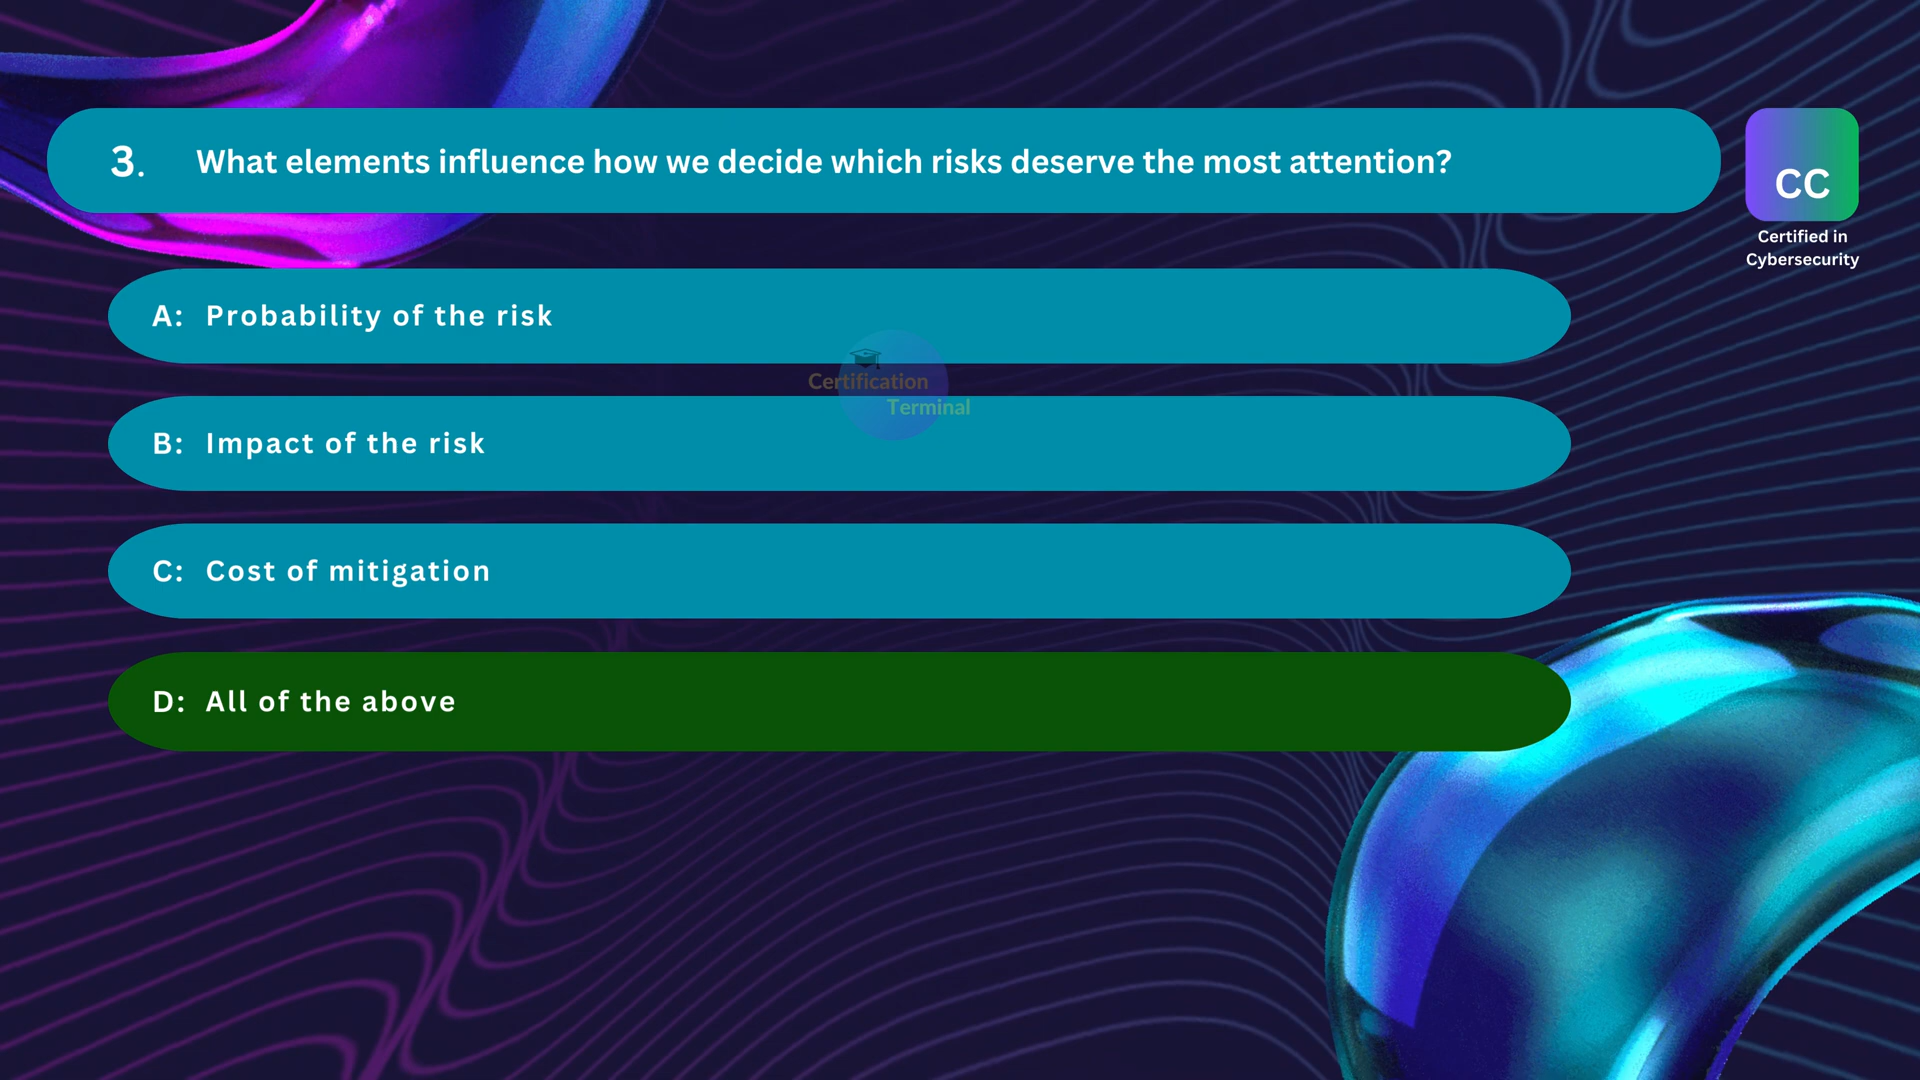 3. What elements influence how we decide which risks deserve the most attention?
CC
Certified in
Cybersecurity
A: Probability of the risk
Certification
Terminal
B: Impact of the risk
C: Cost of mitigation
D: All of the above